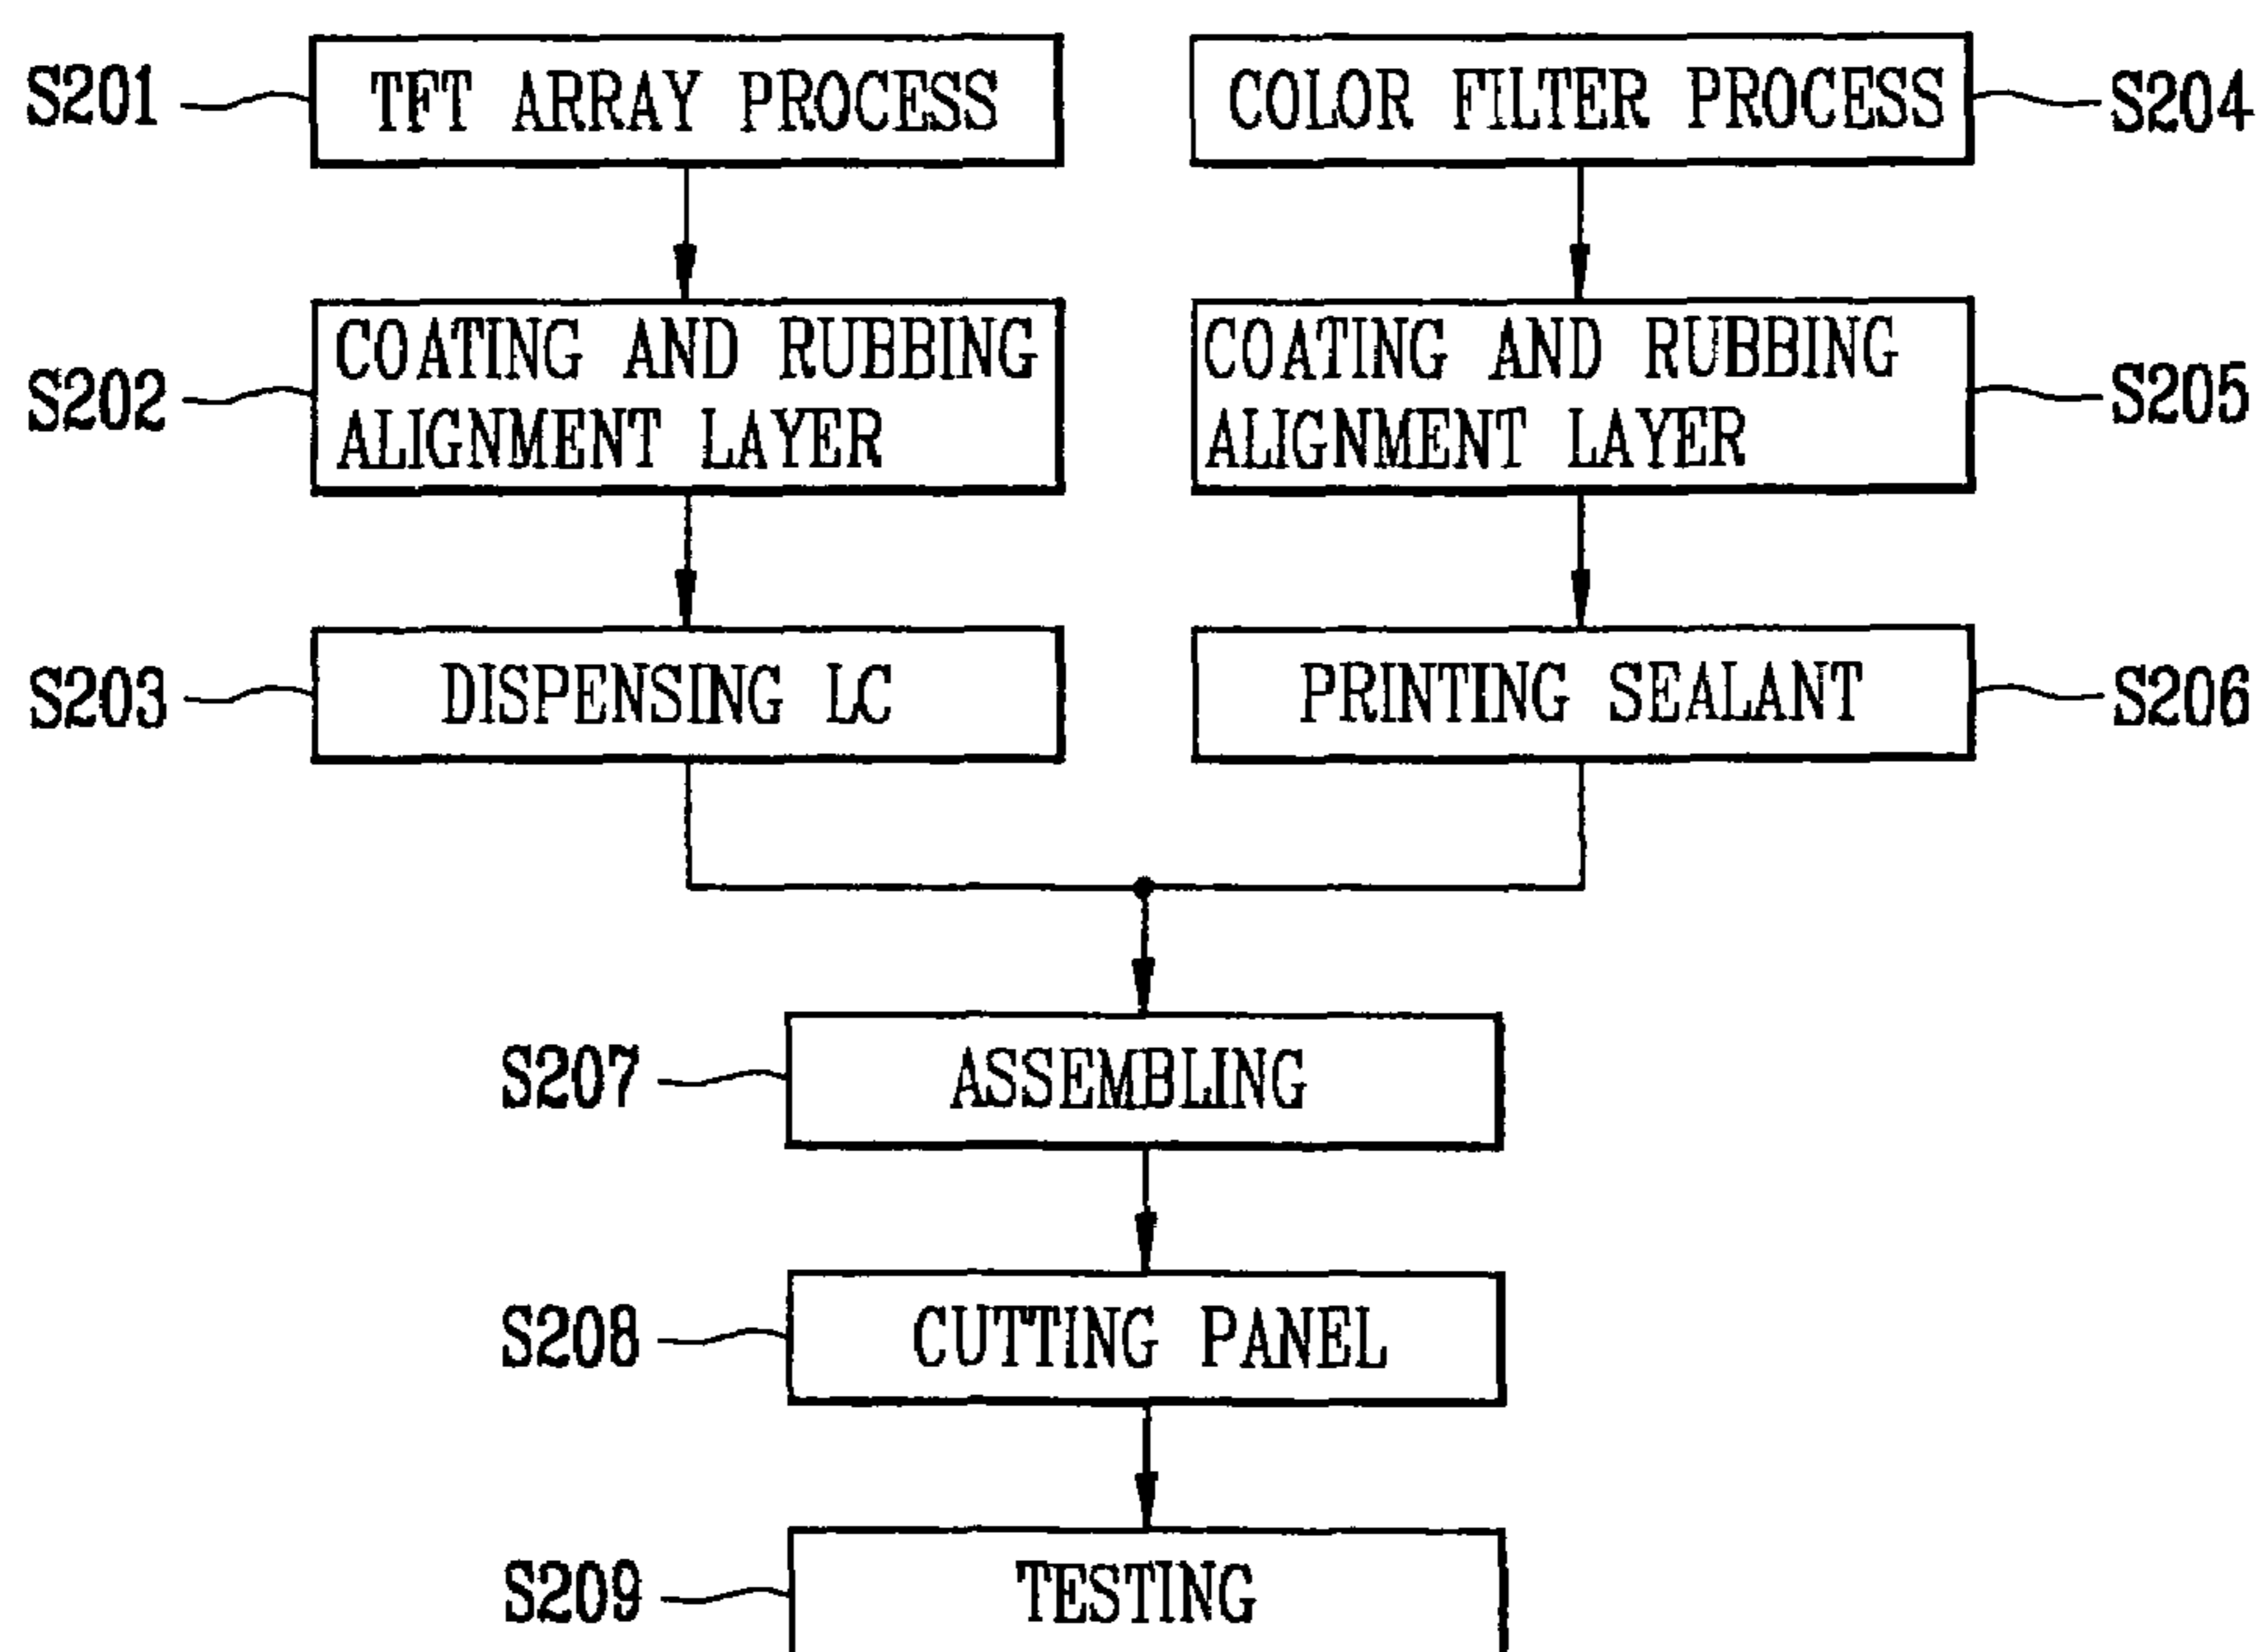 S201
TFT ARRAY PROCESS
COLOR FILTER PROCESS
S204
S202
COATING AND RUBBING
ALIGNMENT LAYER
COATING AND RUBBING
ALIGNMENT LAYER
S205
S203
DISPENSING LC
PRINTING SEALANT
S206
S207
ASSEMBLING
S208
CUTTING PANEL
S209
TESTING